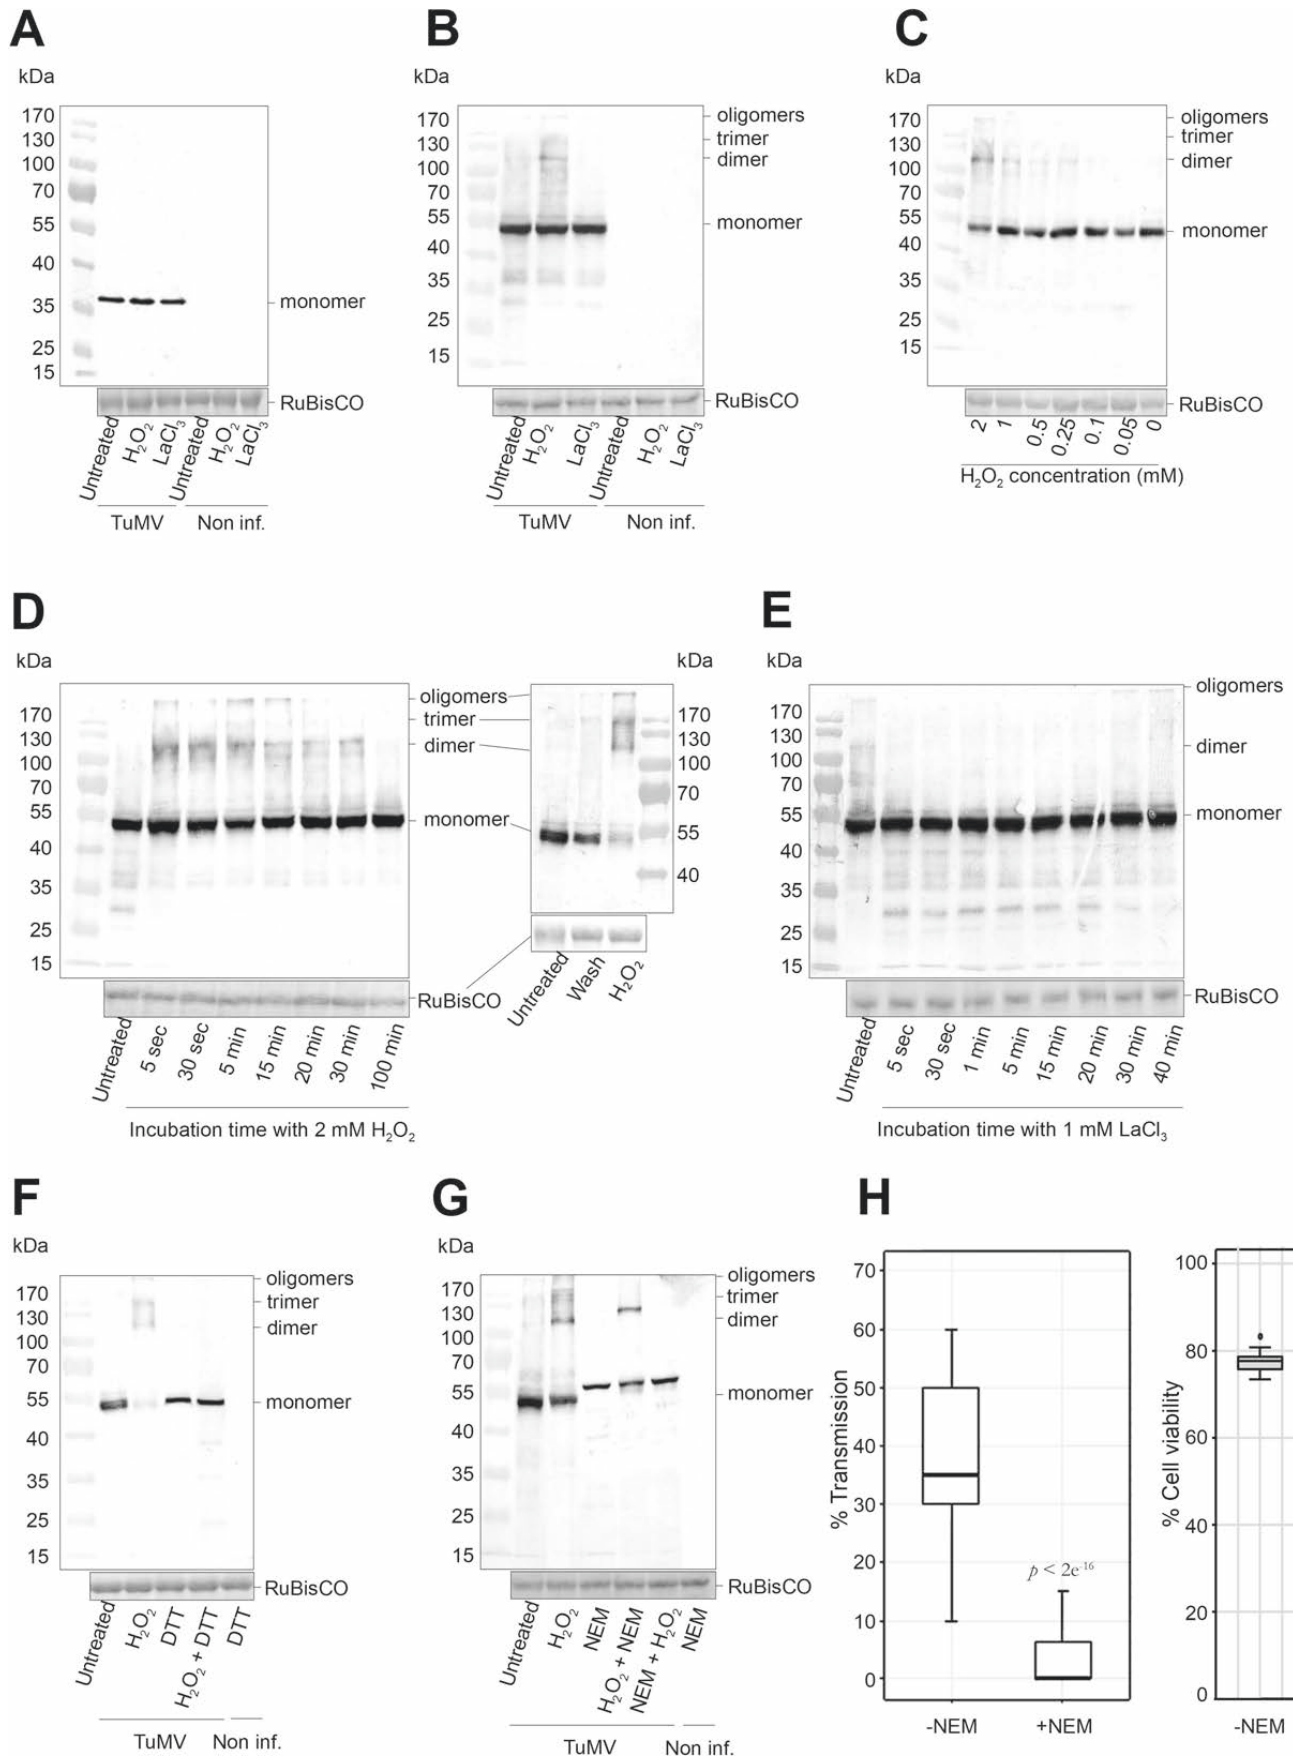 A
kDa
170
130
100
70
55
40
35
25
15
monomer
RuBisCO
Untreated
H₂O₂
LaCl₃
Untreated
H₂O₂
LaCl₃
TuMV
Non inf.
B
kDa
170
130
100
70
55
40
35
25
15
oligomers
trimer
dimer
monomer
RuBisCO
Untreated
H₂O₂
LaCl₃
Untreated
H₂O₂
LaCl₃
TuMV
Non inf.
C
kDa
170
130
100
70
55
40
35
25
15
oligomers
trimer
dimer
monomer
RuBisCO
2
1
0.5
0.25
0.1
0.05
0
H₂O₂ concentration (mM)
D
kDa
170
130
100
70
55
40
35
25
15
oligomers
trimer
dimer
monomer
RuBisCO
Untreated
5 sec
30 sec
5 min
15 min
20 min
30 min
100 min
Incubation time with 2 mM H₂O₂
kDa
170
130
100
70
55
40
Untreated
Wash
H₂O₂
E
kDa
170
130
100
70
55
40
35
25
15
oligomers
dimer
monomer
RuBisCO
Untreated
5 sec
30 sec
1 min
5 min
15 min
20 min
30 min
40 min
Incubation time with 1 mM LaCl₃
F
kDa
170
130
100
70
55
40
35
25
15
oligomers
trimer
dimer
monomer
RuBisCO
Untreated
H₂O₂
DTT
H₂O₂ + DTT
DTT
TuMV
Non inf.
G
kDa
170
130
100
70
55
40
35
25
15
oligomers
trimer
dimer
monomer
RuBisCO
Untreated
H₂O₂
NEM
H₂O₂ + NEM
NEM + H₂O₂
NEM
TuMV
Non inf.
H
% Transmission
70
60
50
40
30
20
10
0
p < 2e⁻¹⁶
-NEM
+NEM
% Cell viability
100
80
60
40
20
0
-NEM